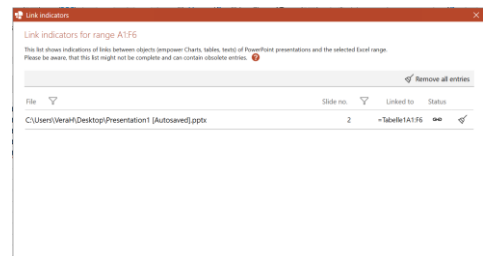 Link indicators
Link indicators for range A1:F6
This list shows indications of links between objects (empower Charts, tables, texts) of PowerPoint presentations and the selected Excel range.
Please be aware, that this list might not be complete and can contain obsolete entries. ?
Remove all entries
File Slide no. Linked to Status
C:\Users\VeraH\Desktop\Presentation1 [Autosaved].pptx 2 =Tabelle1A1:F6